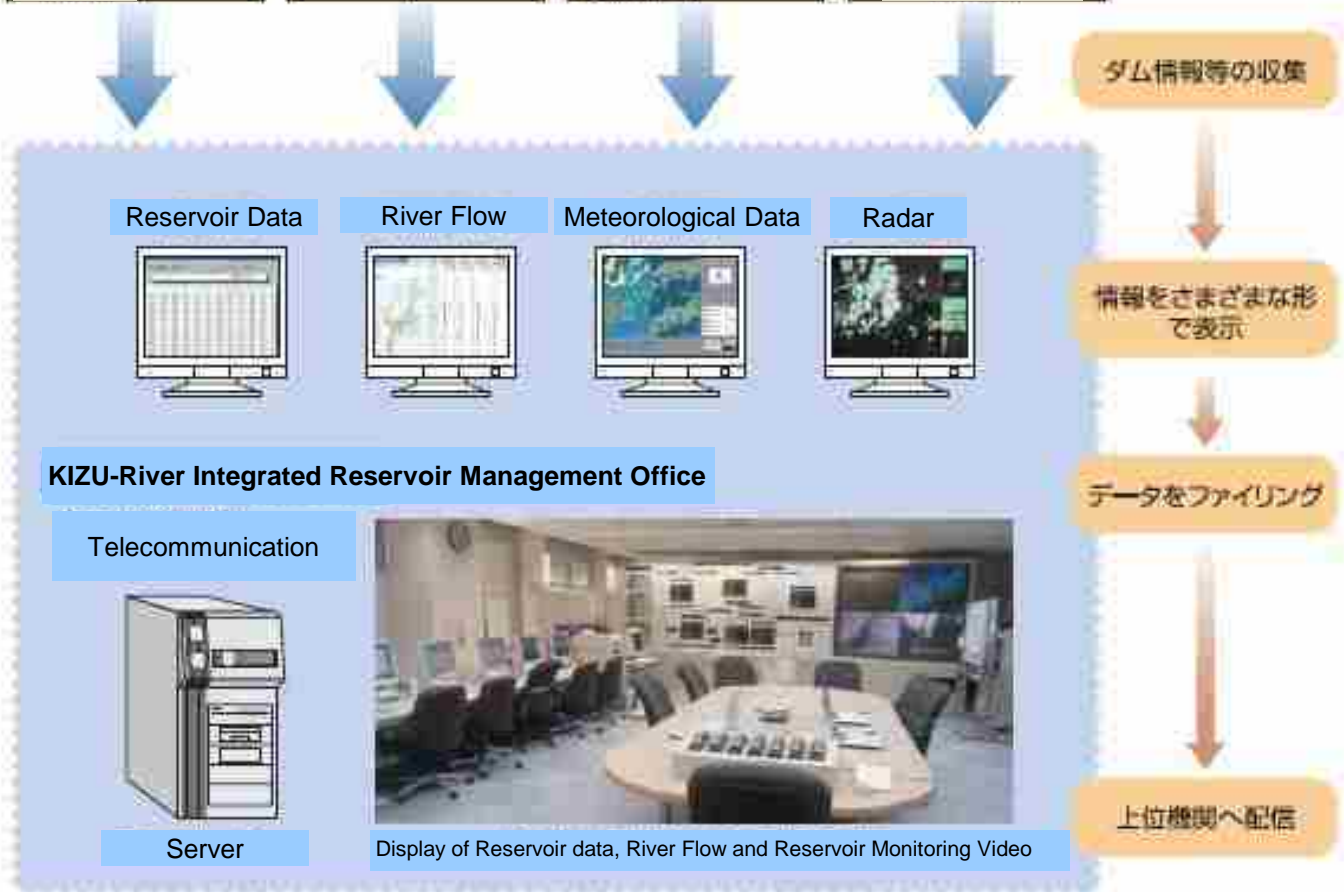 ダム情報等の収集
Reservoir Data
River Flow
Meteorological Data
Radar
情報をさまざまな形
で表示
KIZU-River Integrated Reservoir Management Office
データをファイリング
Telecommunication
Server
Display of Reservoir data, River Flow and Reservoir Monitoring Video
上位機関へ配信